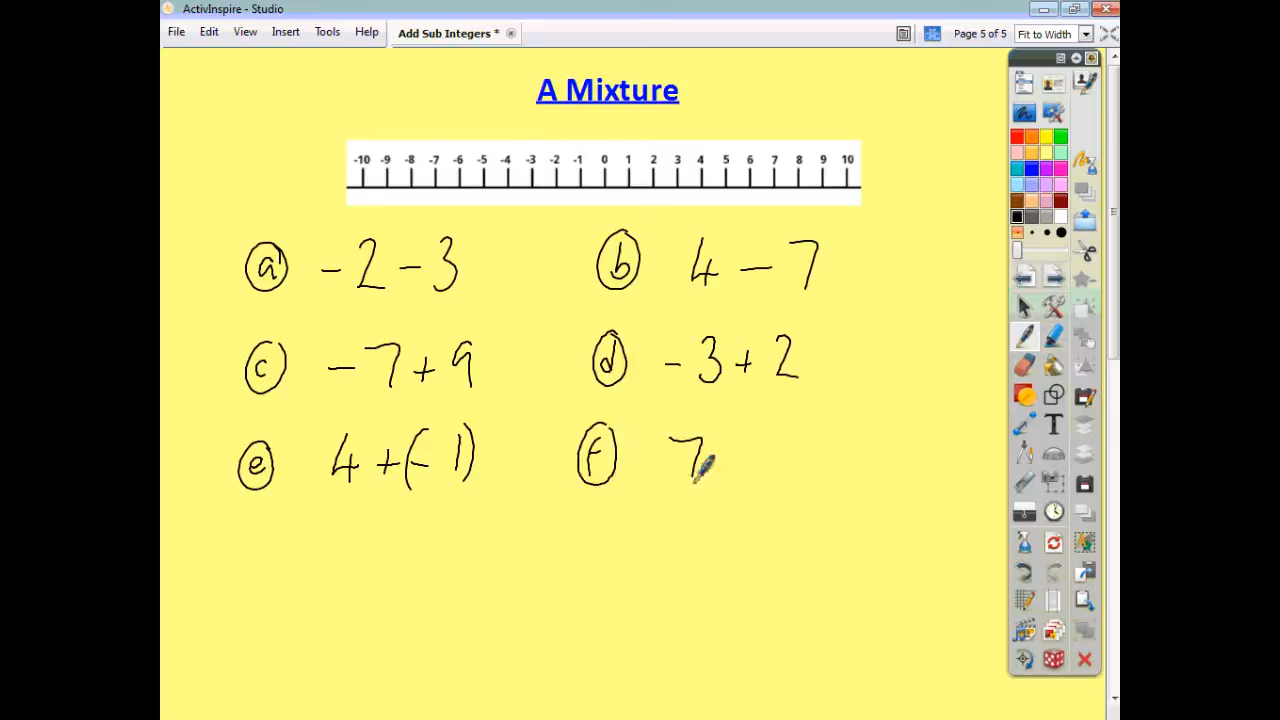 ActivInspire - Studio
File Edit View Insert Tools Help
Add Sub Integers *
Page 5 of 5
Fit to Width
A Mixture
-10 -9 -8 -7 -6 -5 -4 -3 -2 -1 0 1 2 3 4 5 6 7 8 9 10
a -2-3
b 4-7
c -7+9
d -3+2
e 4+(-1)
f 7